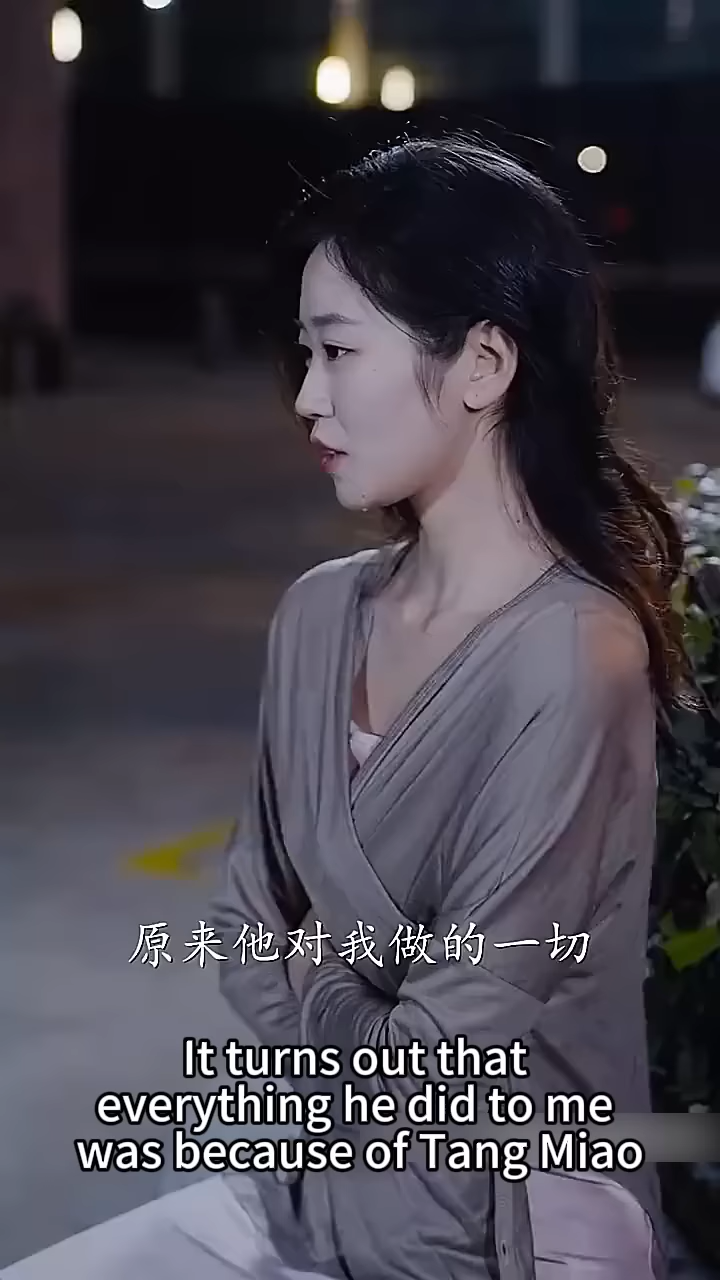 原来他对我做的一切
It turns out that
everything he did to me
was because of Tang Miao